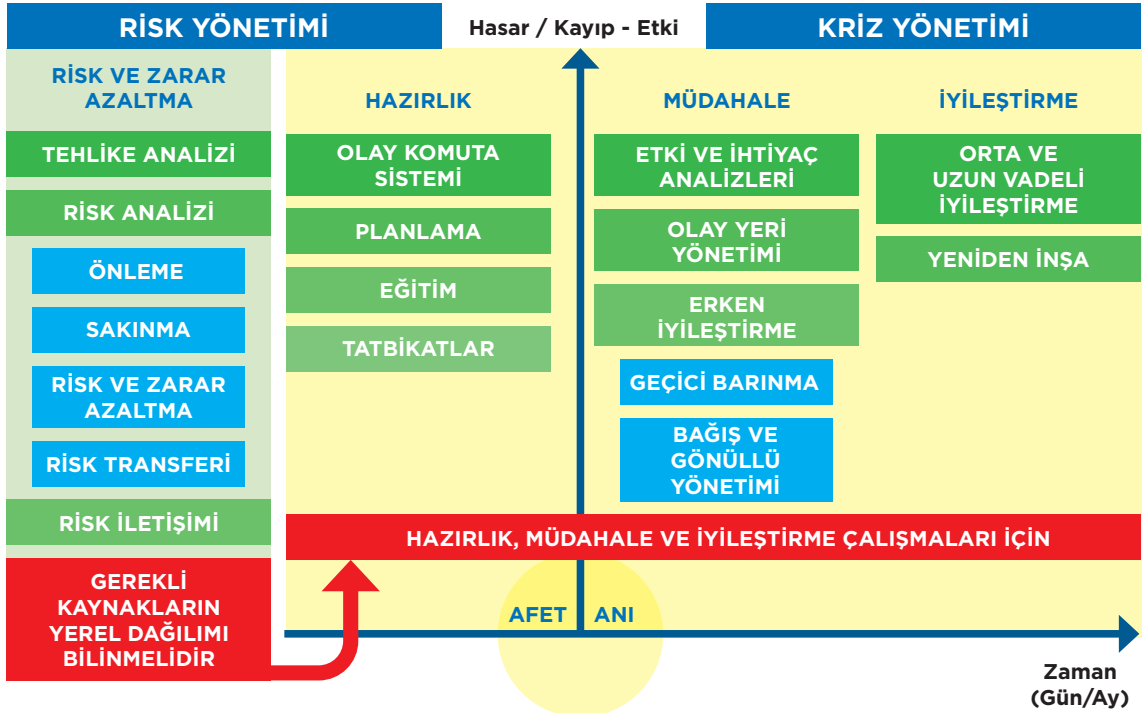 RİSK YÖNETİMİ
Hasar / Kayıp - Etki
KRİZ YÖNETİMİ
RİSK VE ZARAR
AZALTMA
TEHLİKE ANALİZİ
RİSK ANALİZİ
ÖNLEME
SAKINMA
RİSK VE ZARAR
AZALTMA
RİSK TRANSFERİ
RİSK İLETİŞİMİ
GEREKLİ
KAYNAKLARIN
YEREL DAĞILIMI
BİLİNMELİDİR
HAZIRLIK
OLAY KOMUTA
SİSTEMİ
PLANLAMA
EĞİTİM
TATBİKATLAR
MÜDAHALE
ETKİ VE İHTİYAÇ
ANALİZLERİ
OLAY YERİ
YÖNETİMİ
ERKEN
İYİLEŞTİRME
GEÇİCİ BARINMA
BAĞIŞ VE
GÖNÜLLÜ
YÖNETİMİ
İYİLEŞTİRME
ORTA VE
UZUN VADELİ
İYİLEŞTİRME
YENİDEN İNŞA
HAZIRLIK, MÜDAHALE VE İYİLEŞTİRME ÇALIŞMALARI İÇİN
AFET ANI
Zaman
(Gün/Ay)